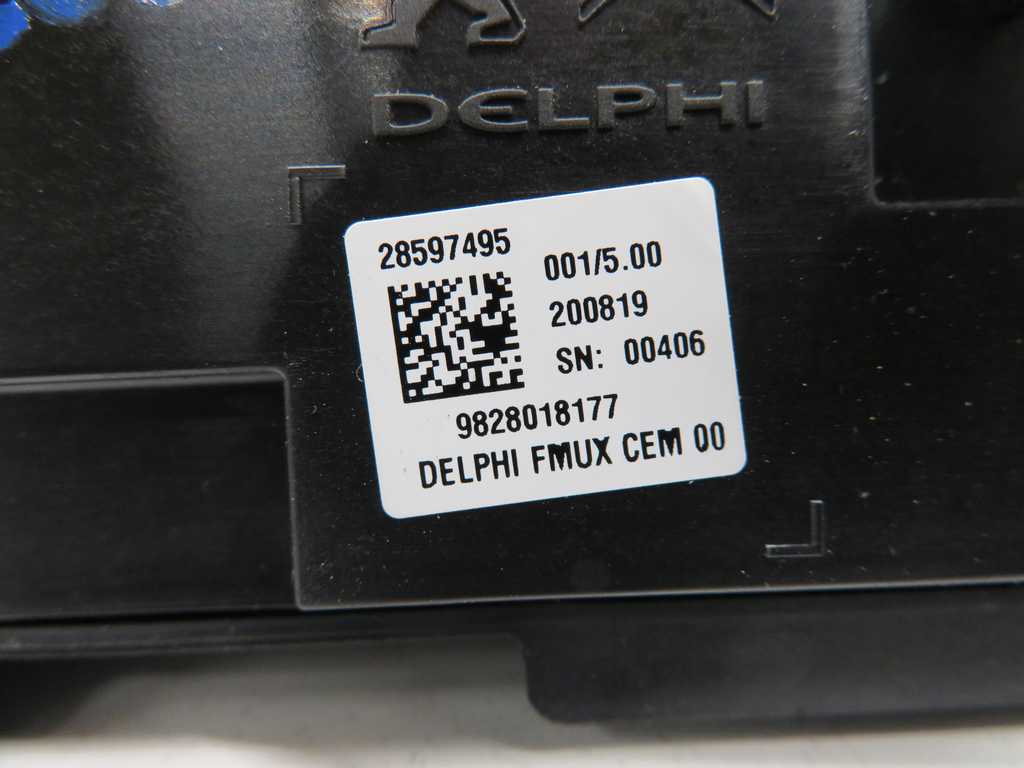 DELPHI
28597495
001/5.00
200819
SN: 00406
9828018177
DELPHI FMUX CEM 00